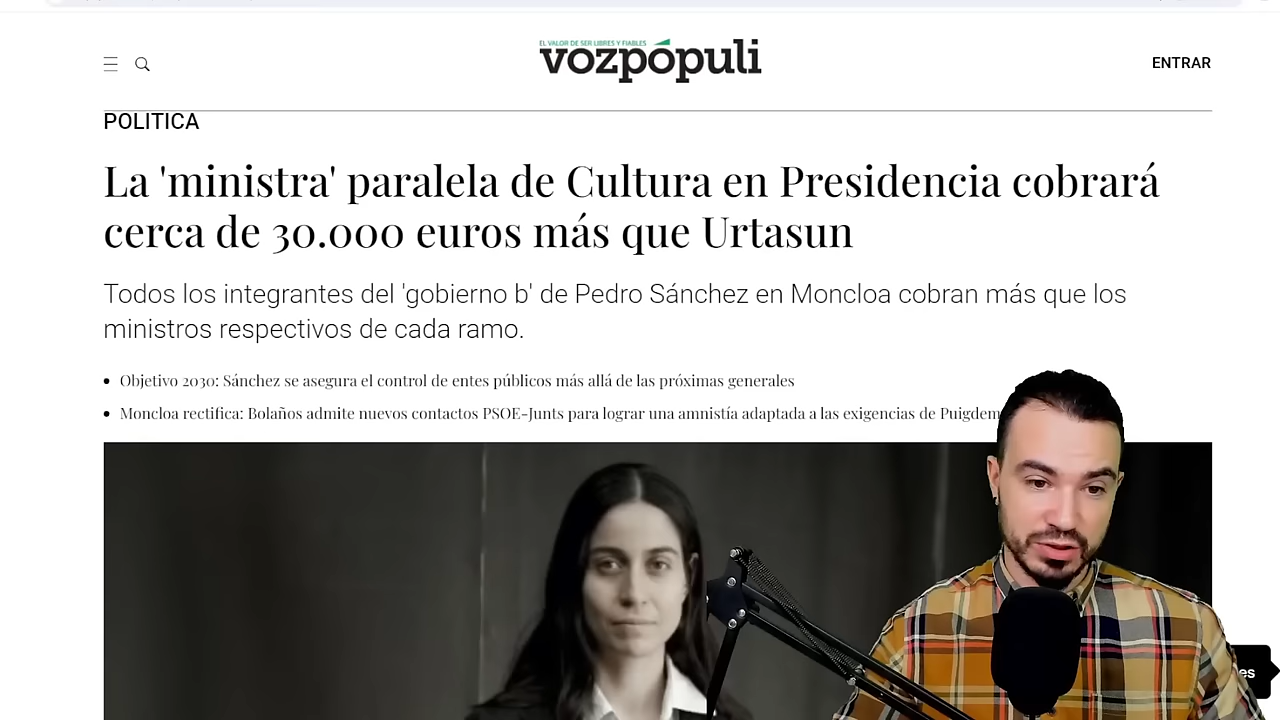 EL VALOR DE SER LIBRES Y FIABLES
vozpópuli
ENTRAR
POLITICA
La 'ministra' paralela de Cultura en Presidencia cobrará
cerca de 30.000 euros más que Urtasun
Todos los integrantes del 'gobierno b' de Pedro Sánchez en Moncloa cobran más que los
ministros respectivos de cada ramo.
Objetivo 2030: Sánchez se asegura el control de entes públicos más allá de las próximas generales
Moncloa rectifica: Bolaños admite nuevos contactos PSOE-Junts para lograr una amnistía adaptada a las exigencias de Puigdem
es